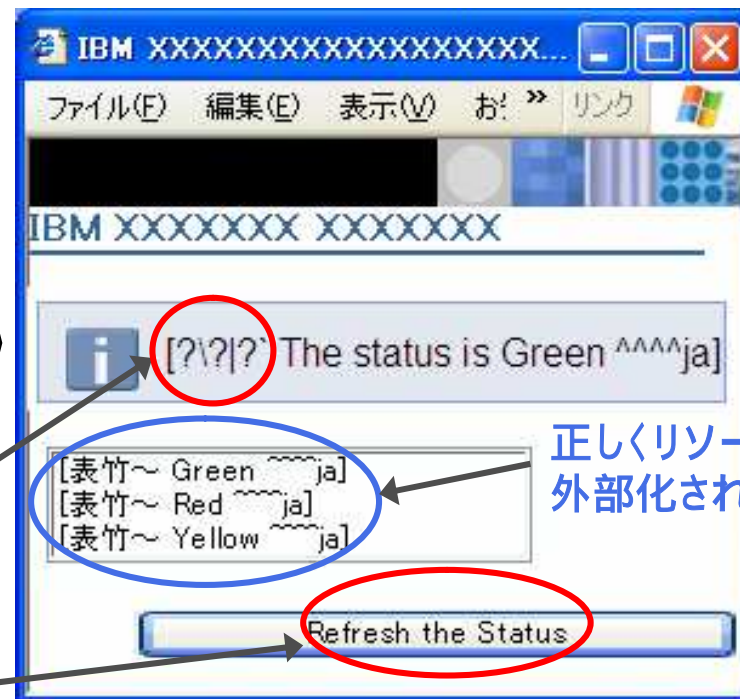 IBM XXXXXXXXXXXXXXXXXX...
ファイル(F) 編集(E) 表示(V) お » リンク
IBM XXXXXXX XXXXXXX
[?\?|?` The status is Green ^^^^ja]
正しくリソー
外部化され
[表竹～ Green ^^^^ja]
[表竹～ Red ^^^^ja]
[表竹～ Yellow ^^^^ja]
Refresh the Status